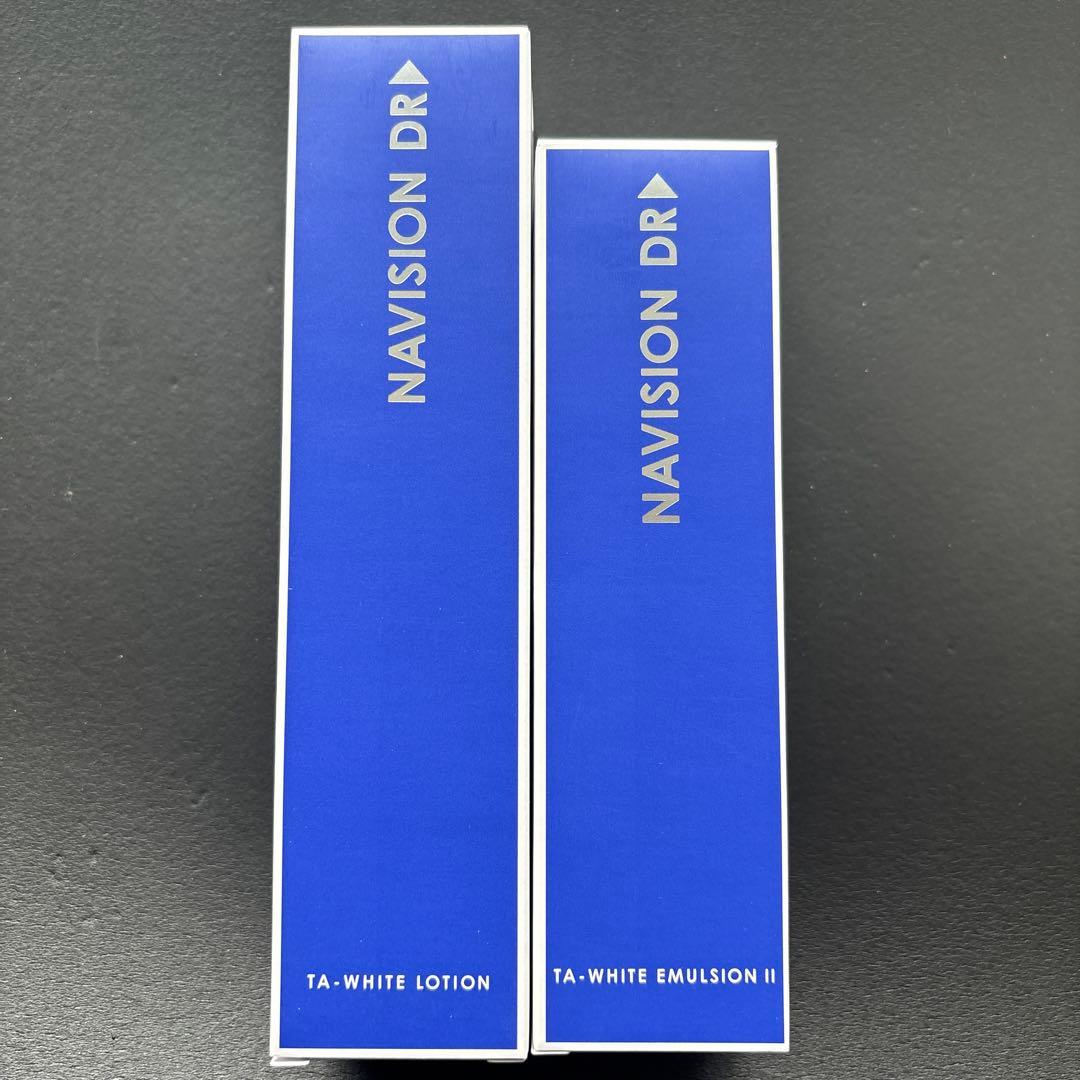 NAVISION DR
TA-WHITE LOTION
NAVISION DR
TA-WHITE EMULSION II